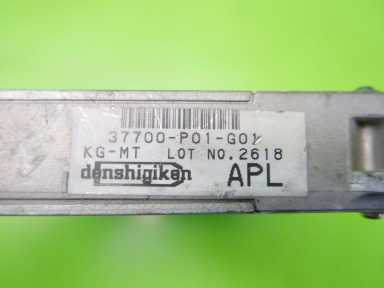 37700-P01-G01
KG-MT LOT NO.2618
denshigiken APL